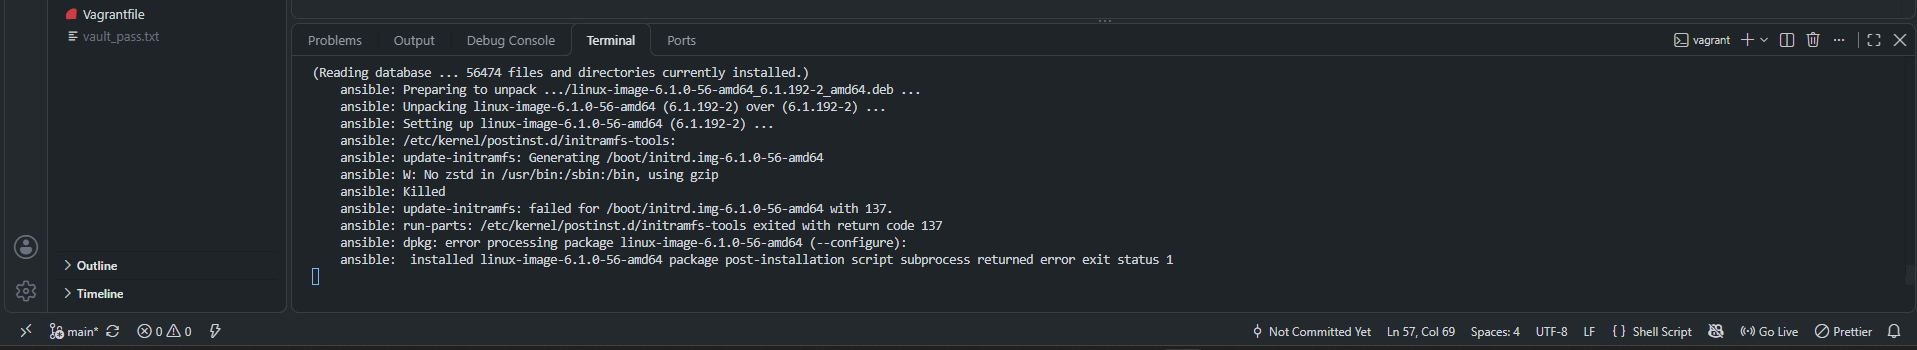 Vagrantfile
vault_pass.txt
Outline
Timeline
Problems Output Debug Console Terminal Ports
vagrant
(Reading database ... 56474 files and directories currently installed.)
ansible: Preparing to unpack .../linux-image-6.1.0-56-amd64_6.1.192-2_amd64.deb ...
ansible: Unpacking linux-image-6.1.0-56-amd64 (6.1.192-2) over (6.1.192-2) ...
ansible: Setting up linux-image-6.1.0-56-amd64 (6.1.192-2) ...
ansible: /etc/kernel/postinst.d/initramfs-tools:
ansible: update-initramfs: Generating /boot/initrd.img-6.1.0-56-amd64
ansible: W: No zstd in /usr/bin:/sbin:/bin, using gzip
ansible: Killed
ansible: update-initramfs: failed for /boot/initrd.img-6.1.0-56-amd64 with 137.
ansible: run-parts: /etc/kernel/postinst.d/initramfs-tools exited with return code 137
ansible: dpkg: error processing package linux-image-6.1.0-56-amd64 (--configure):
ansible:  installed linux-image-6.1.0-56-amd64 package post-installation script subprocess returned error exit status 1
main* 0 0 Not Committed Yet Ln 57, Col 69 Spaces: 4 UTF-8 LF { } Shell Script Go Live Prettier